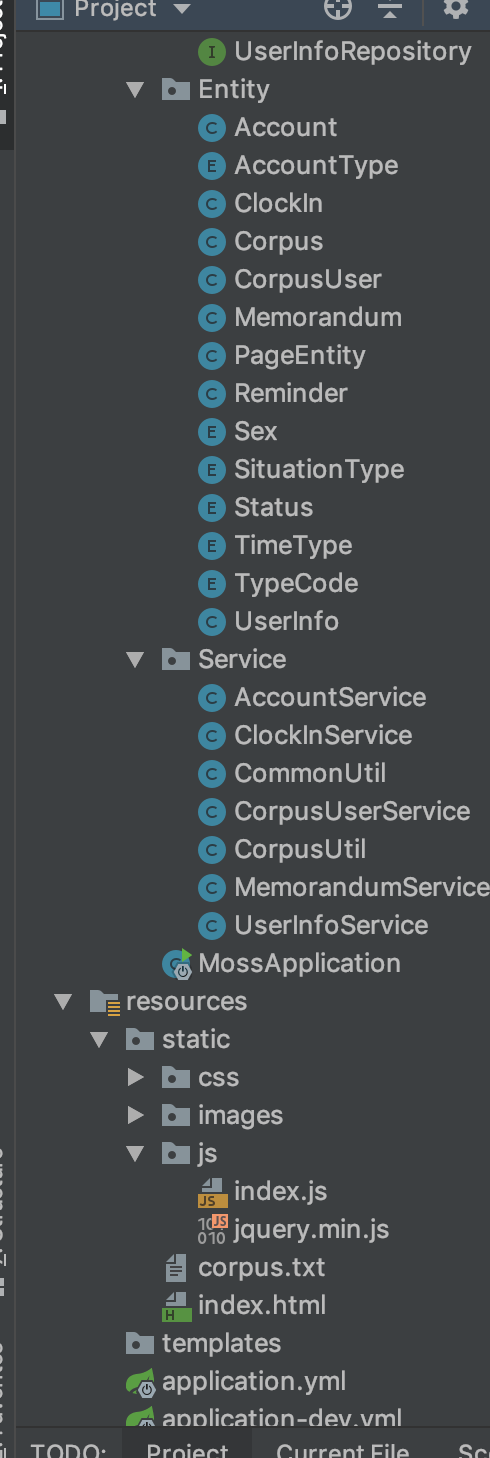 Project
UserInfoRepository
Entity
Account
AccountType
ClockIn
Corpus
CorpusUser
Memorandum
PageEntity
Reminder
Sex
SituationType
Status
TimeType
TypeCode
UserInfo
Service
AccountService
ClockInService
CommonUtil
CorpusUserService
CorpusUtil
MemorandumService
UserInfoService
MossApplication
resources
static
css
images
js
index.js
jquery.min.js
corpus.txt
index.html
templates
application.yml
application-dev.yml
TODO: Project Current File